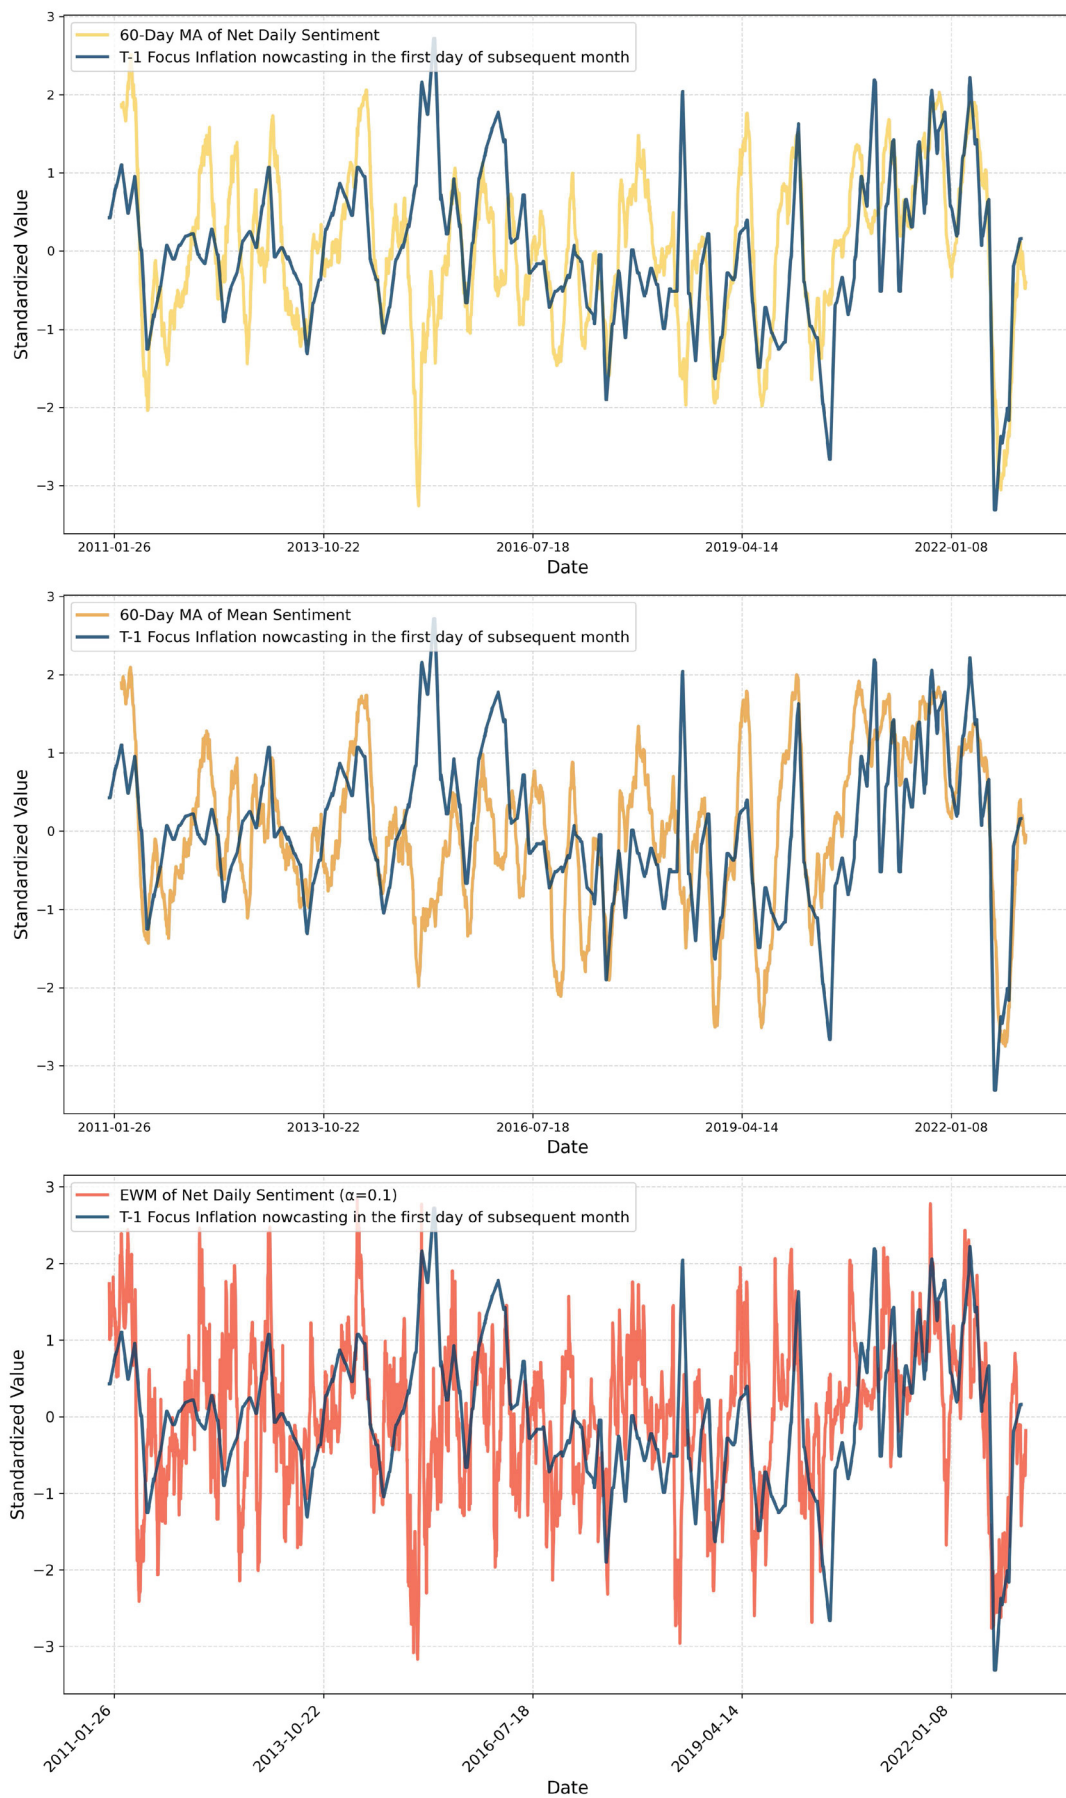 3
60-Day MA of Net Daily Sentiment
T-1 Focus Inflation nowcasting in the first day of subsequent month
2
1
0
−1
−2
−3
Standardized Value
2011-01-26 2013-10-22 2016-07-18 2019-04-14 2022-01-08
Date
3
60-Day MA of Mean Sentiment
T-1 Focus Inflation nowcasting in the first day of subsequent month
2
1
0
−1
−2
−3
Standardized Value
2011-01-26 2013-10-22 2016-07-18 2019-04-14 2022-01-08
Date
3
EWM of Net Daily Sentiment (α=0.1)
T-1 Focus Inflation nowcasting in the first day of subsequent month
2
1
0
−1
−2
−3
Standardized Value
2011-01-26 2013-10-22 2016-07-18 2019-04-14 2022-01-08
Date